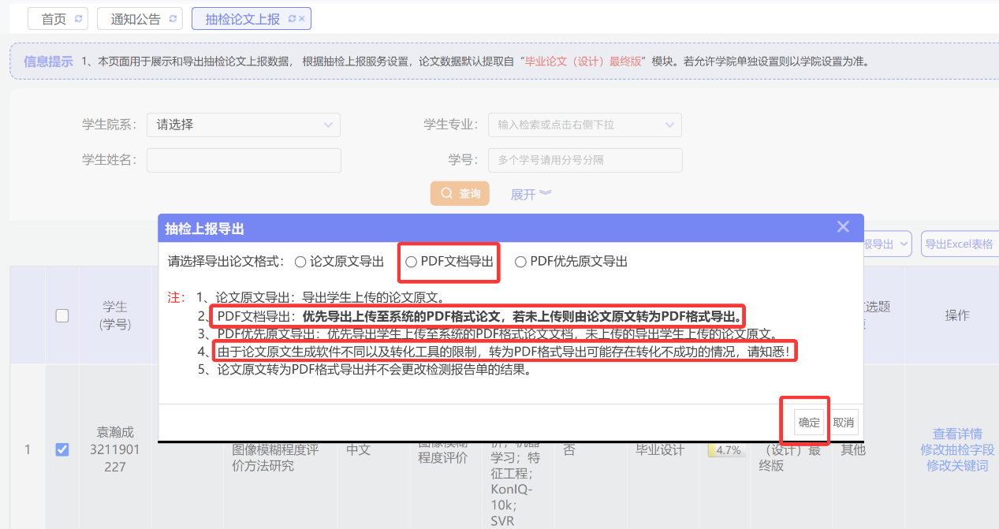 首页
通知公告
抽检论文上报
信息提示 1、本页面用于展示和导出抽检论文上报数据， 根据抽检上报服务设置，论文数据默认提取自“毕业论文（设计）最终版”模块。若允许学院单独设置则以学院设置为准。
学生院系： 请选择
学生专业： 输入检索或点击右侧下拉
学生姓名：
学号： 多个学号请用分号分隔
查询
展开
抽检上报导出
报导出
导出Excel表格
请选择导出论文格式： 论文原文导出 PDF文档导出 PDF优先原文导出
注： 1、论文原文导出：导出学生上传的论文原文。
2、PDF文档导出：优先导出上传至系统的PDF格式论文，若未上传则由论文原文转为PDF格式导出。
3、PDF优先原文导出：优先导出学生上传至系统的PDF格式论文文档，未上传的导出学生上传的论文原文。
4、由于论文原文生成软件不同以及转化工具的限制，转为PDF格式导出可能存在转化不成功的情况，请知悉！
5、论文原文转为PDF格式导出并不会更改检测报告单的结果。
确定
取消
学生
(学号)
选题
操作
1
袁瀚成
3211901
227
图像模糊程度评
价方法研究
中文
图像模糊
程度评价
价；机器
学习；特
征工程；
KonIQ-
10k；
SVR
否
毕业设计
4.7%
（设计）最
终版
其他
查看详情
修改抽检字段
修改关键词